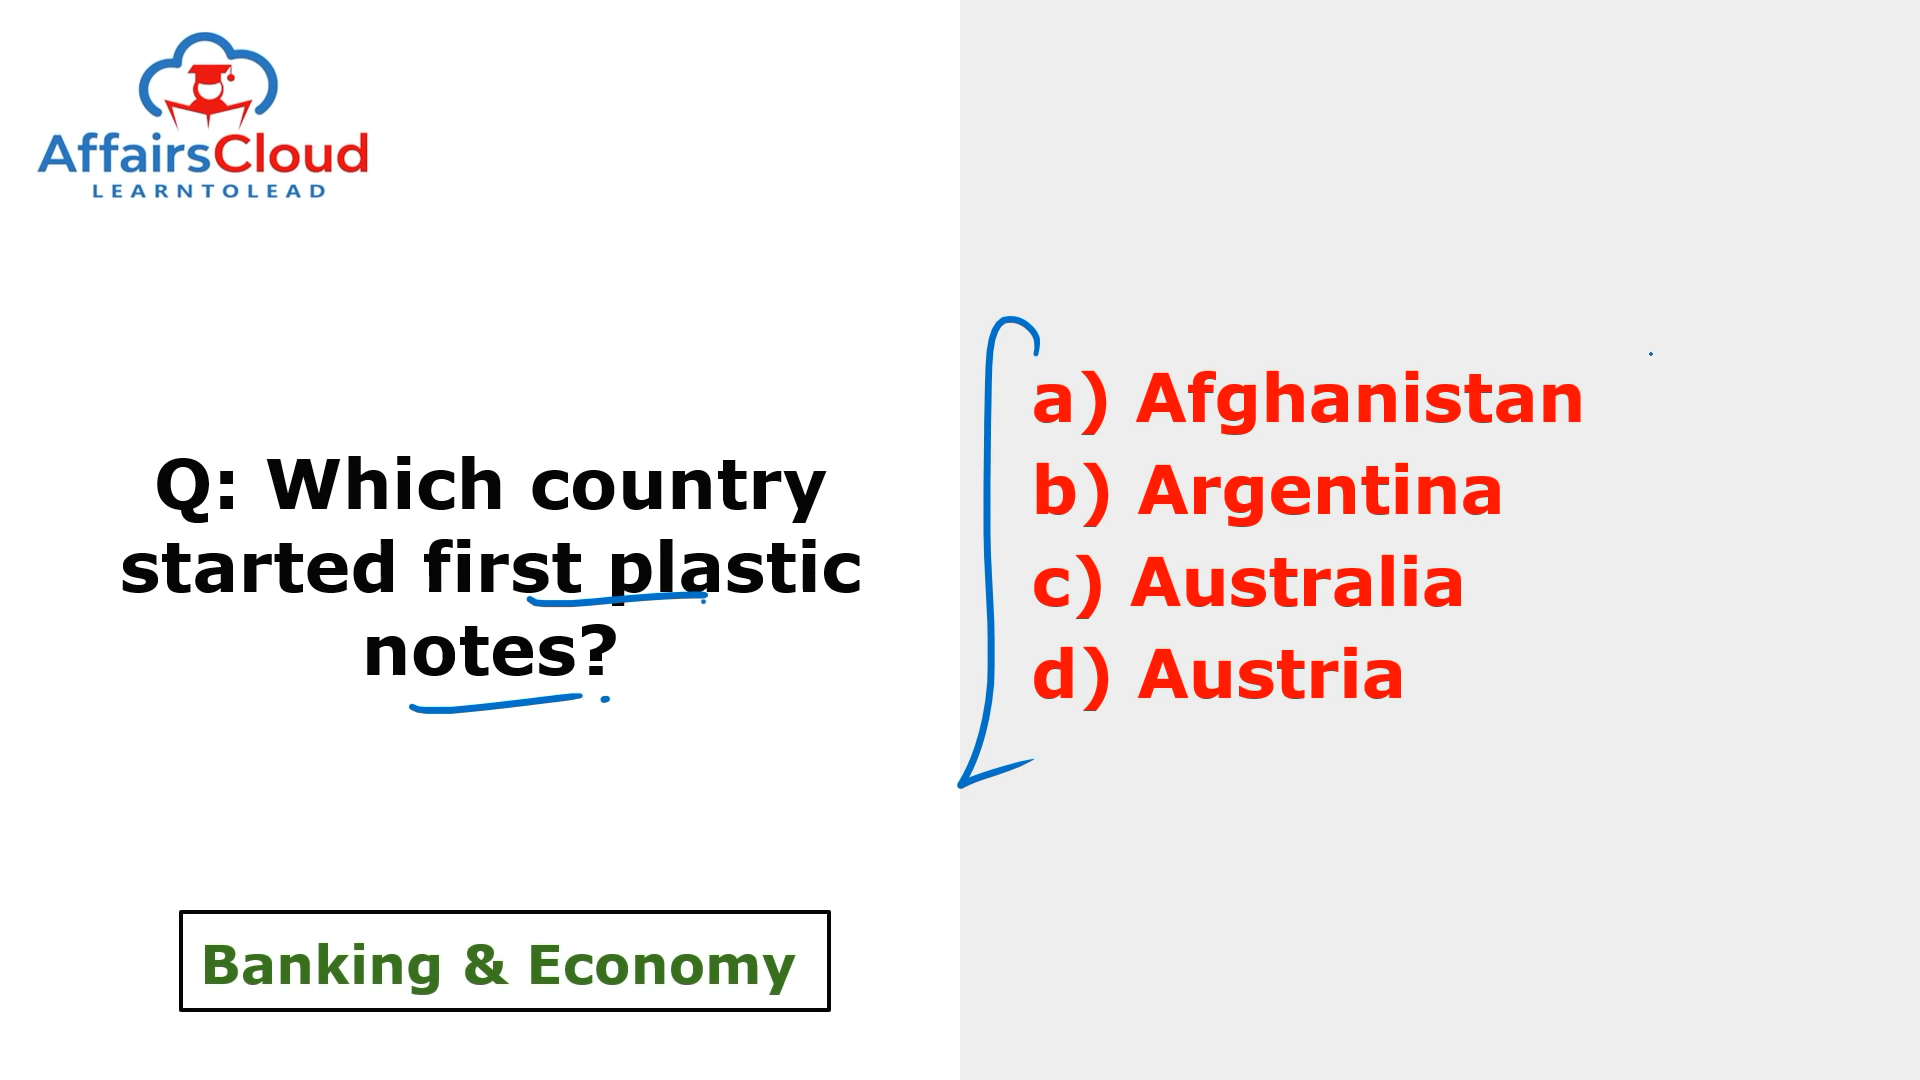 AffairsCloud
LEARNTOLEAD
Q: Which country
started first plastic
notes?
Banking & Economy
a) Afghanistan
b) Argentina
c) Australia
d) Austria